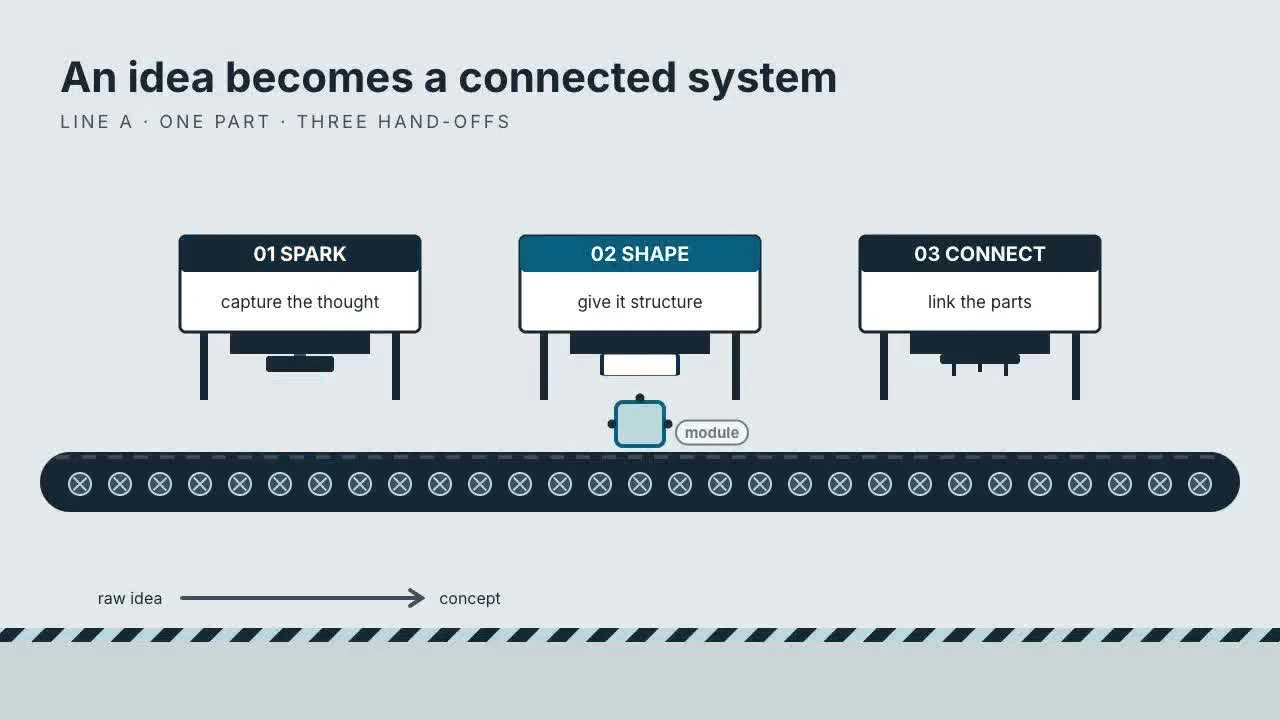 An idea becomes a connected system
LINE A · ONE PART · THREE HAND-OFFS
01 SPARK
capture the thought
02 SHAPE
give it structure
03 CONNECT
link the parts
module
raw idea
concept